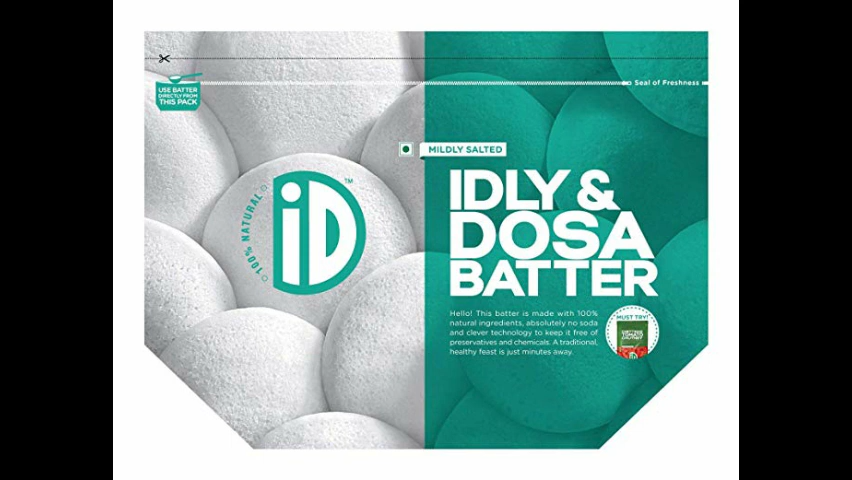 Seal of Freshness
USE BATTER
DIRECTLY FROM
THIS PACK
MILDLY SALTED
100% NATURAL
iD™
IDLY &
DOSA
BATTER
Hello! This batter is made with 100%
natural ingredients, absolutely no soda
and clever technology to keep it free of
preservatives and chemicals. A traditional,
healthy feast is just minutes away.
MUST TRY!